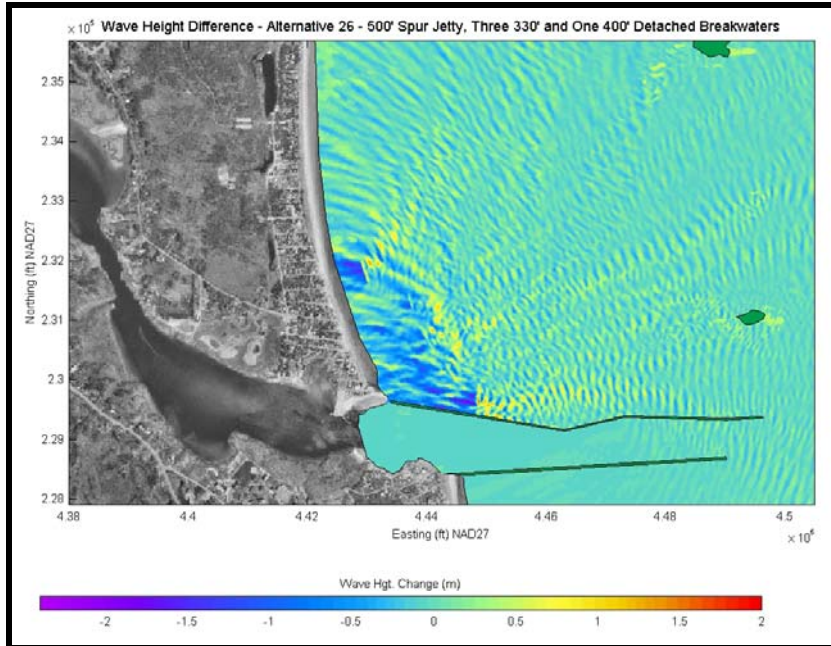 Wave Height Difference - Alternative 26 - 500' Spur Jetty, Three 330' and One 400' Detached Breakwaters
× 10⁵
2.35
2.34
2.33
2.32
2.31
2.3
2.29
2.28
Northing (ft) NAD27
4.38 4.4 4.42 4.44 4.46 4.48 4.5
× 10⁵
Easting (ft) NAD27
Wave Hgt. Change (m)
-2 -1.5 -1 -0.5 0 0.5 1 1.5 2